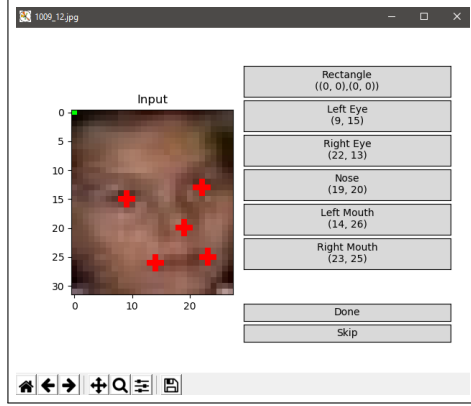 1009_12.jpg
Input
0
5
10
15
20
25
30
0
10
20
Rectangle
((0, 0),(0, 0))
Left Eye
(9, 15)
Right Eye
(22, 13)
Nose
(19, 20)
Left Mouth
(14, 26)
Right Mouth
(23, 25)
Done
Skip